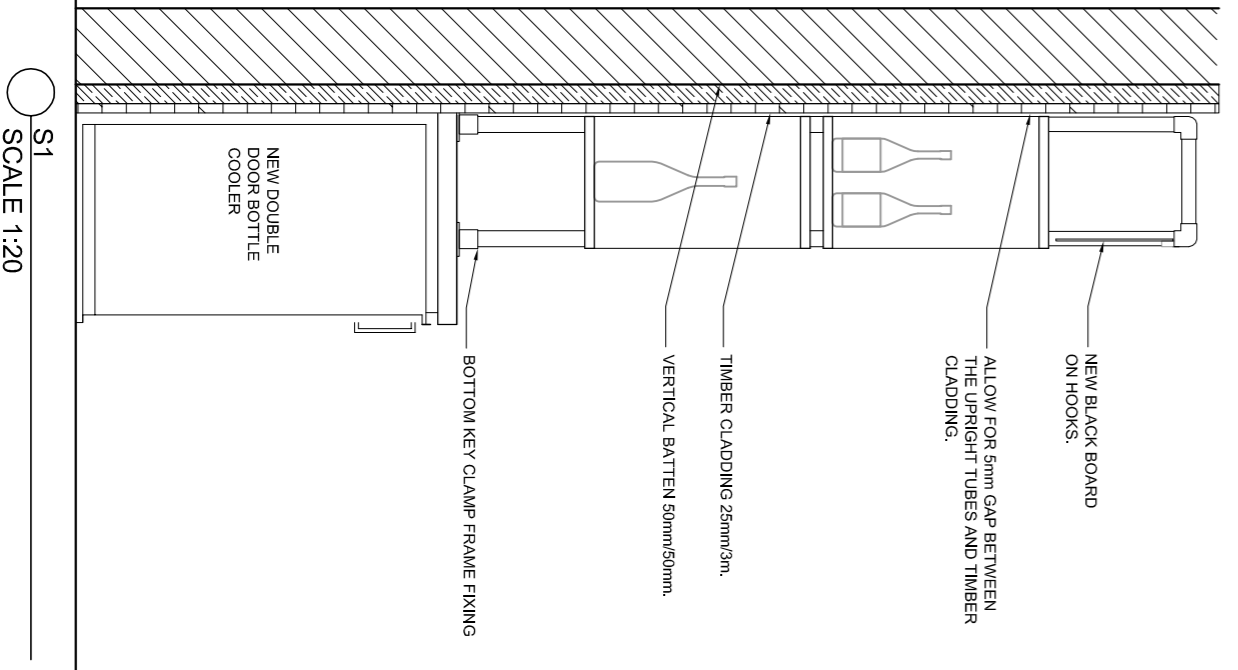 NEW BLACK BOARD
ON HOOKS.
ALLOW FOR 5mm GAP BETWEEN
THE UPRIGHT TUBES AND TIMBER
CLADDING.
TIMBER CLADDING 25mm/3m.
VERTICAL BATTEN 50mm/50mm.
BOTTOM KEY CLAMP FRAME FIXING
NEW DOUBLE
DOOR BOTTLE
COOLER
S1
SCALE 1:20